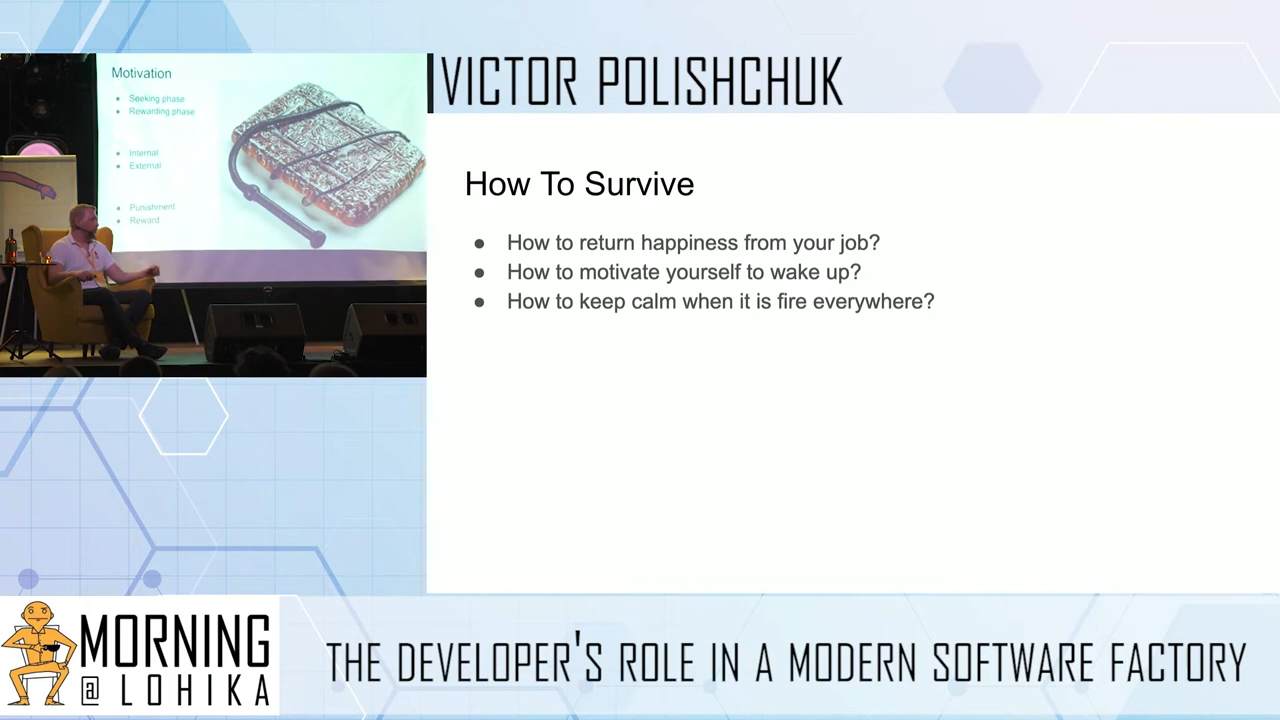 VICTOR POLISHCHUK
Motivation
Seeking phase
Rewarding phase
Internal
External
Punishment
Reward
How To Survive
● How to return happiness from your job?
● How to motivate yourself to wake up?
● How to keep calm when it is fire everywhere?
MORNING
@ LOHIKA
THE DEVELOPER'S ROLE IN A MODERN SOFTWARE FACTORY